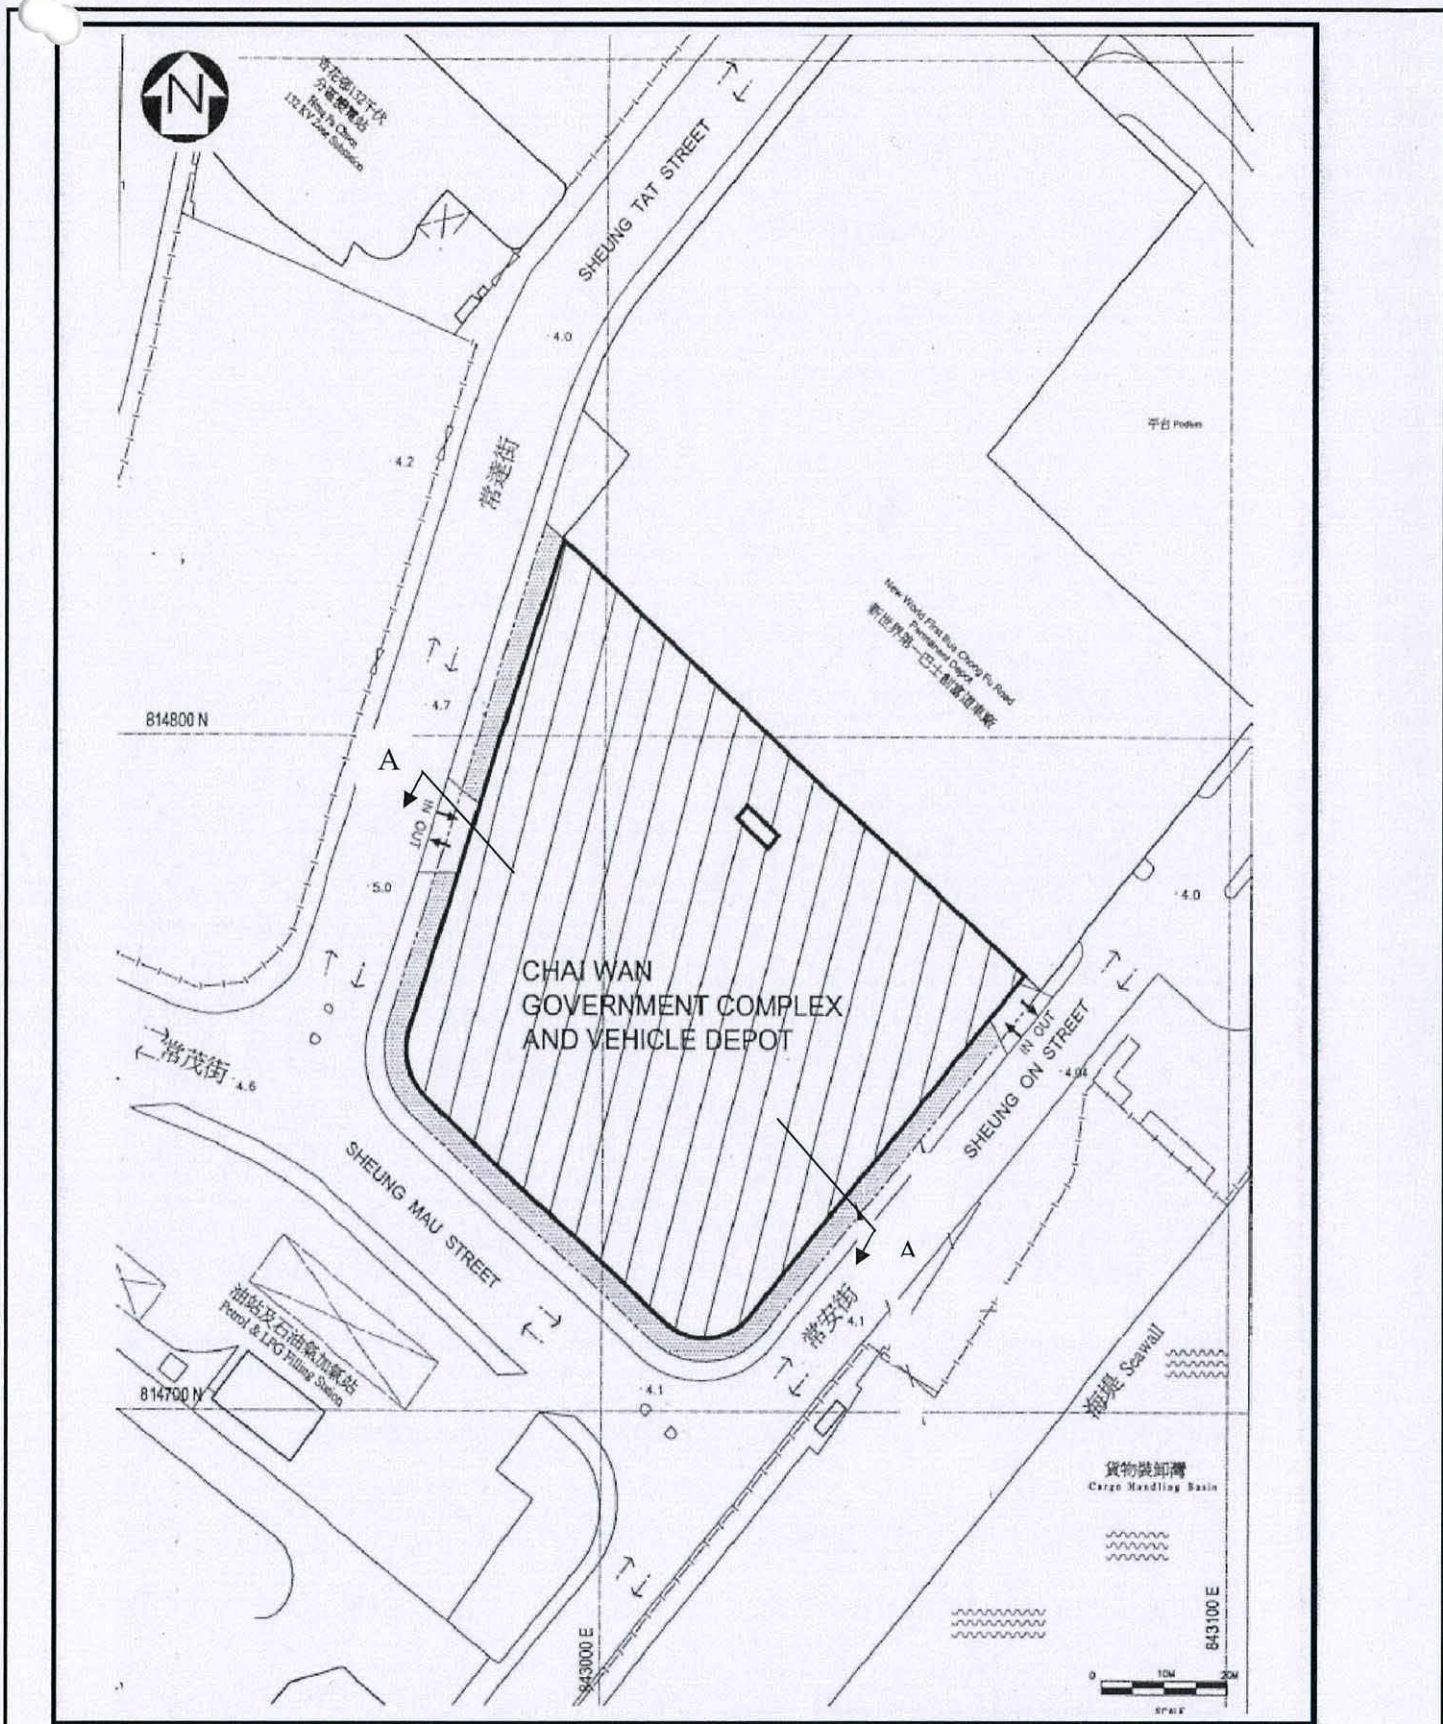 N
杏花邨132千伏
分區變電站
Heng Fa Chuen
132 KV Zone Substation
SHEUNG TAT STREET
4.0
平台 Podium
4.2
常達街
New World First Bus Chong Fu Road
Permanent Depot
新世界第一巴士創富道車廠
4.7
814800 N
A
IN OUT
5.0
4.0
CHAI WAN
GOVERNMENT COMPLEX
AND VEHICLE DEPOT
IN OUT
SHEUNG ON STREET
4.04
常茂街
4.6
SHEUNG MAU STREET
A
常安街
4.1
油站及石油氣加氣站
Petrol & LPG Filling Station
海堤 Seawall
814700 N
4.1
貨物裝卸灣
Cargo Handling Basin
843000 E
843100 E
0 10M 20M
SCALE